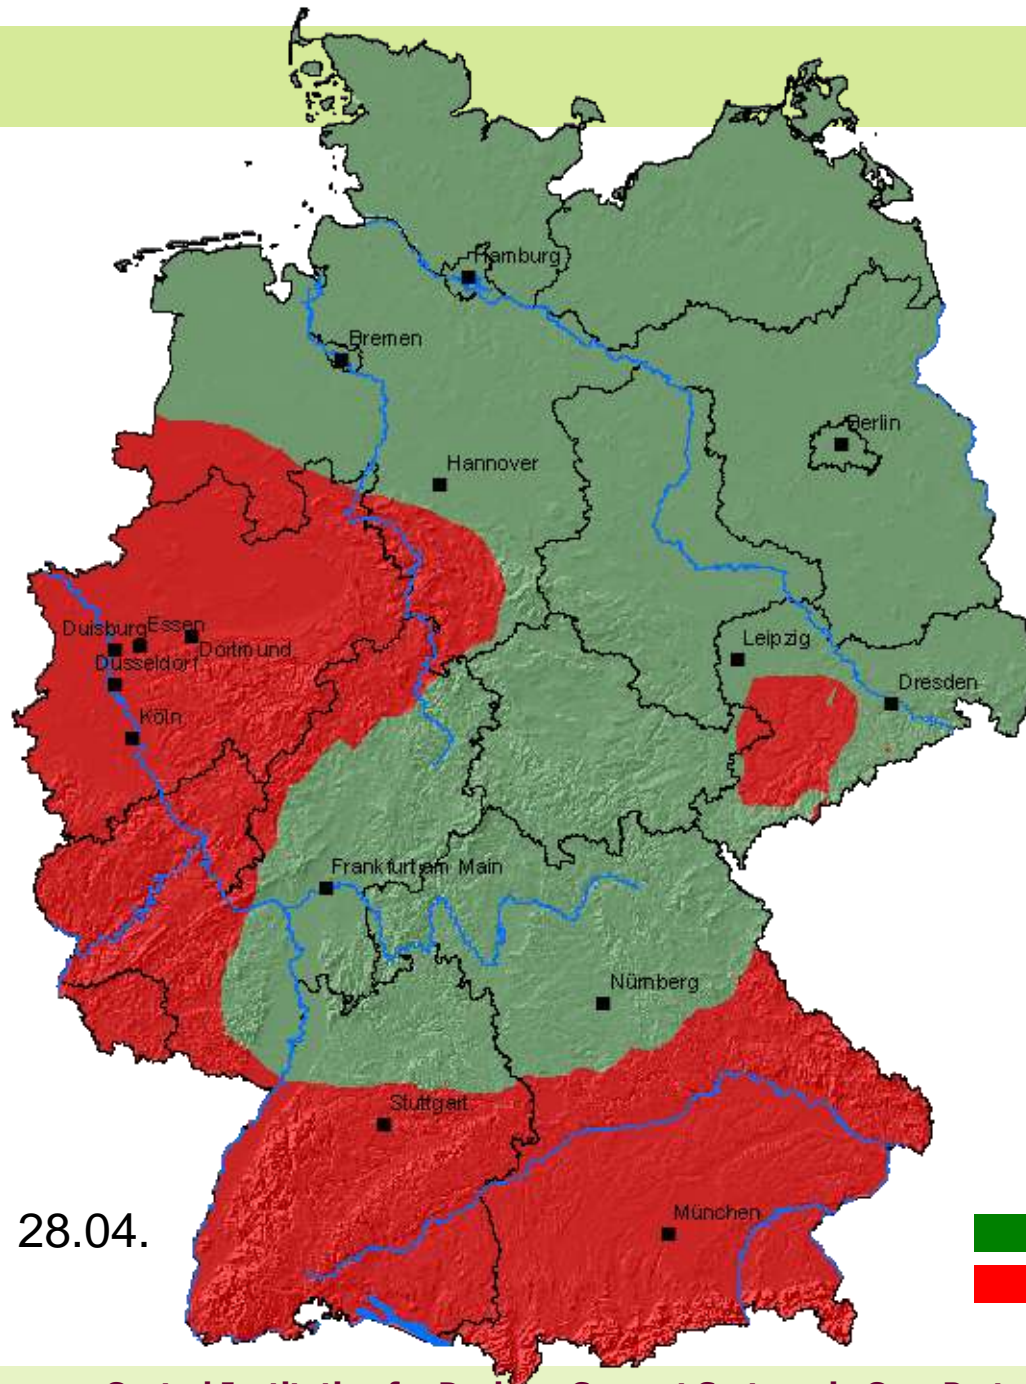 Hamburg
Bremen
Berlin
Hannover
Duisburg
Essen
Dortmund
Düsseldorf
Leipzig
Dresden
Köln
Frankfurt am Main
Nürnberg
Stuttgart
München
28.04.